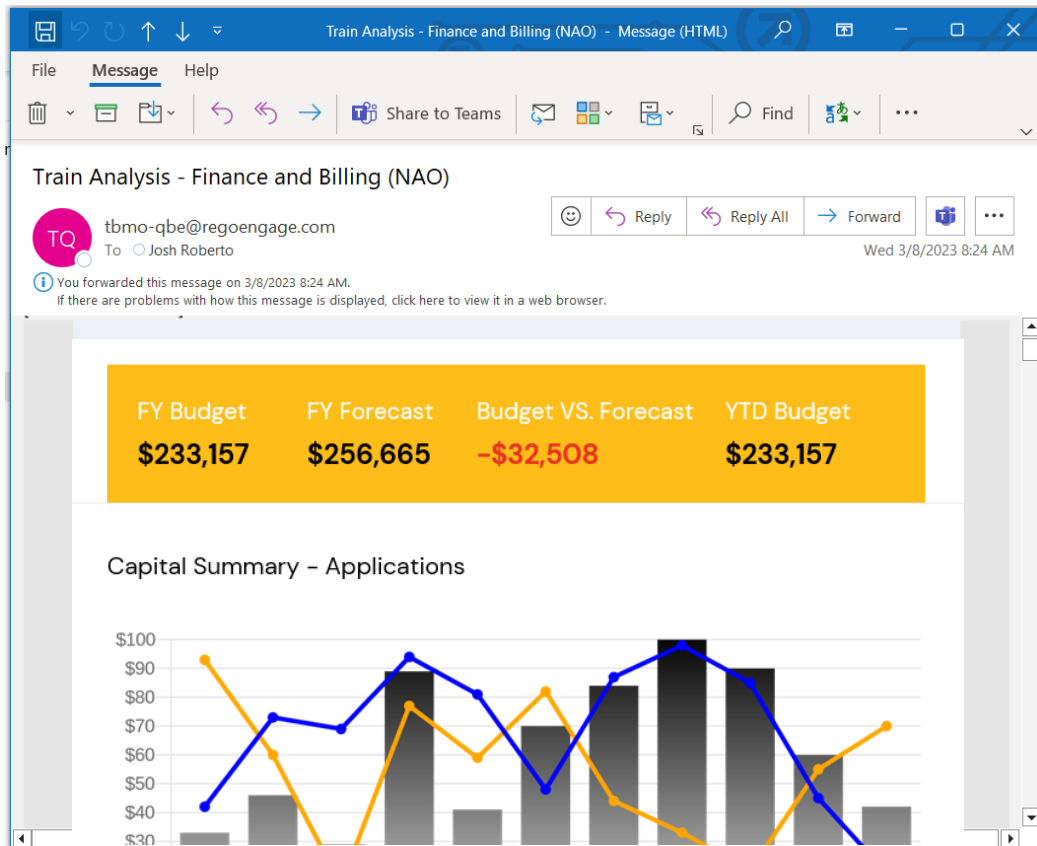 Train Analysis - Finance and Billing (NAO) - Message (HTML)
File Message Help
Share to Teams Find
Train Analysis - Finance and Billing (NAO)
TQ
tbmo-qbe@regoengage.com
To Josh Roberto
Reply Reply All Forward
Wed 3/8/2023 8:24 AM
You forwarded this message on 3/8/2023 8:24 AM.
If there are problems with how this message is displayed, click here to view it in a web browser.
FY Budget FY Forecast Budget VS. Forecast YTD Budget
$233,157 $256,665 -$32,508 $233,157
Capital Summary - Applications
$100
$90
$80
$70
$60
$50
$40
$30